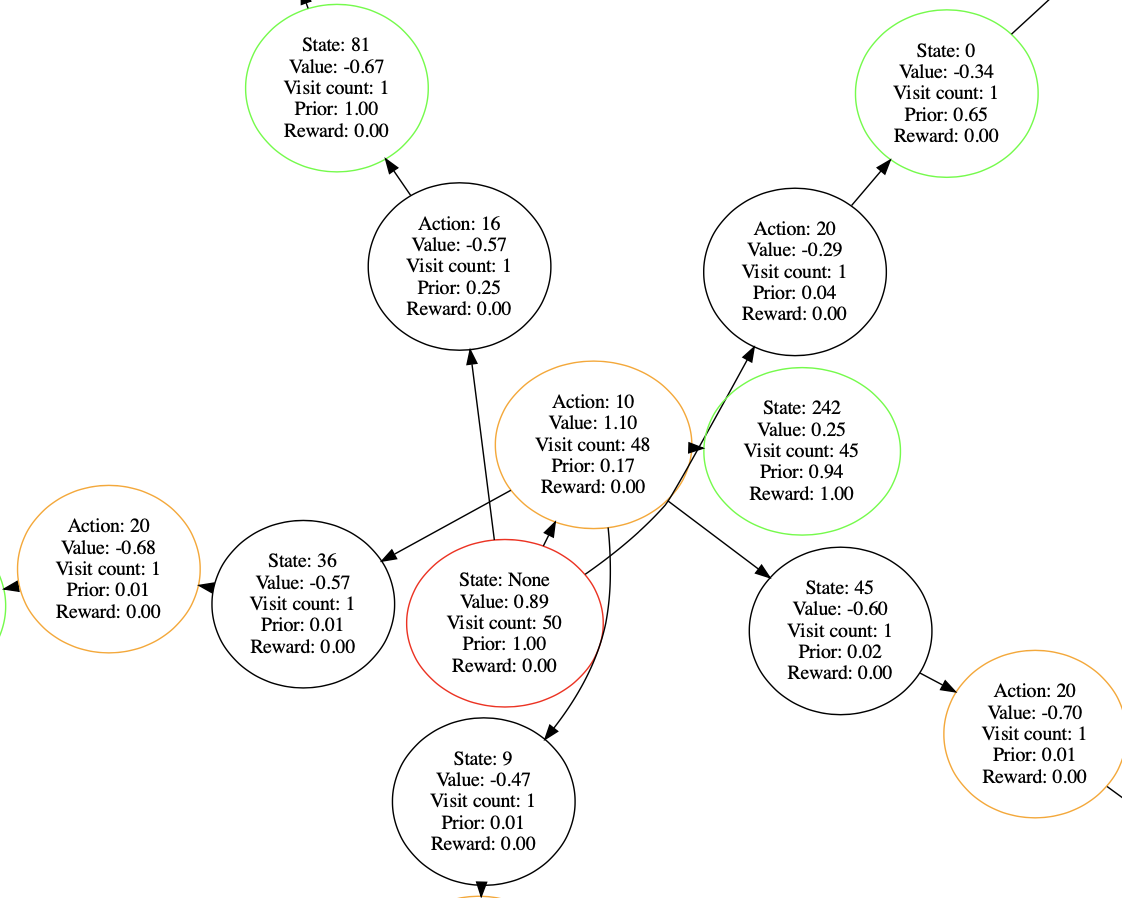 State: 81
Value: -0.67
Visit count: 1
Prior: 1.00
Reward: 0.00
State: 0
Value: -0.34
Visit count: 1
Prior: 0.65
Reward: 0.00
Action: 16
Value: -0.57
Visit count: 1
Prior: 0.25
Reward: 0.00
Action: 20
Value: -0.29
Visit count: 1
Prior: 0.04
Reward: 0.00
Action: 10
Value: 1.10
Visit count: 48
Prior: 0.17
Reward: 0.00
State: 242
Value: 0.25
Visit count: 45
Prior: 0.94
Reward: 1.00
Action: 20
Value: -0.68
Visit count: 1
Prior: 0.01
Reward: 0.00
State: 36
Value: -0.57
Visit count: 1
Prior: 0.01
Reward: 0.00
State: None
Value: 0.89
Visit count: 50
Prior: 1.00
Reward: 0.00
State: 45
Value: -0.60
Visit count: 1
Prior: 0.02
Reward: 0.00
Action: 20
Value: -0.70
Visit count: 1
Prior: 0.01
Reward: 0.00
State: 9
Value: -0.47
Visit count: 1
Prior: 0.01
Reward: 0.00